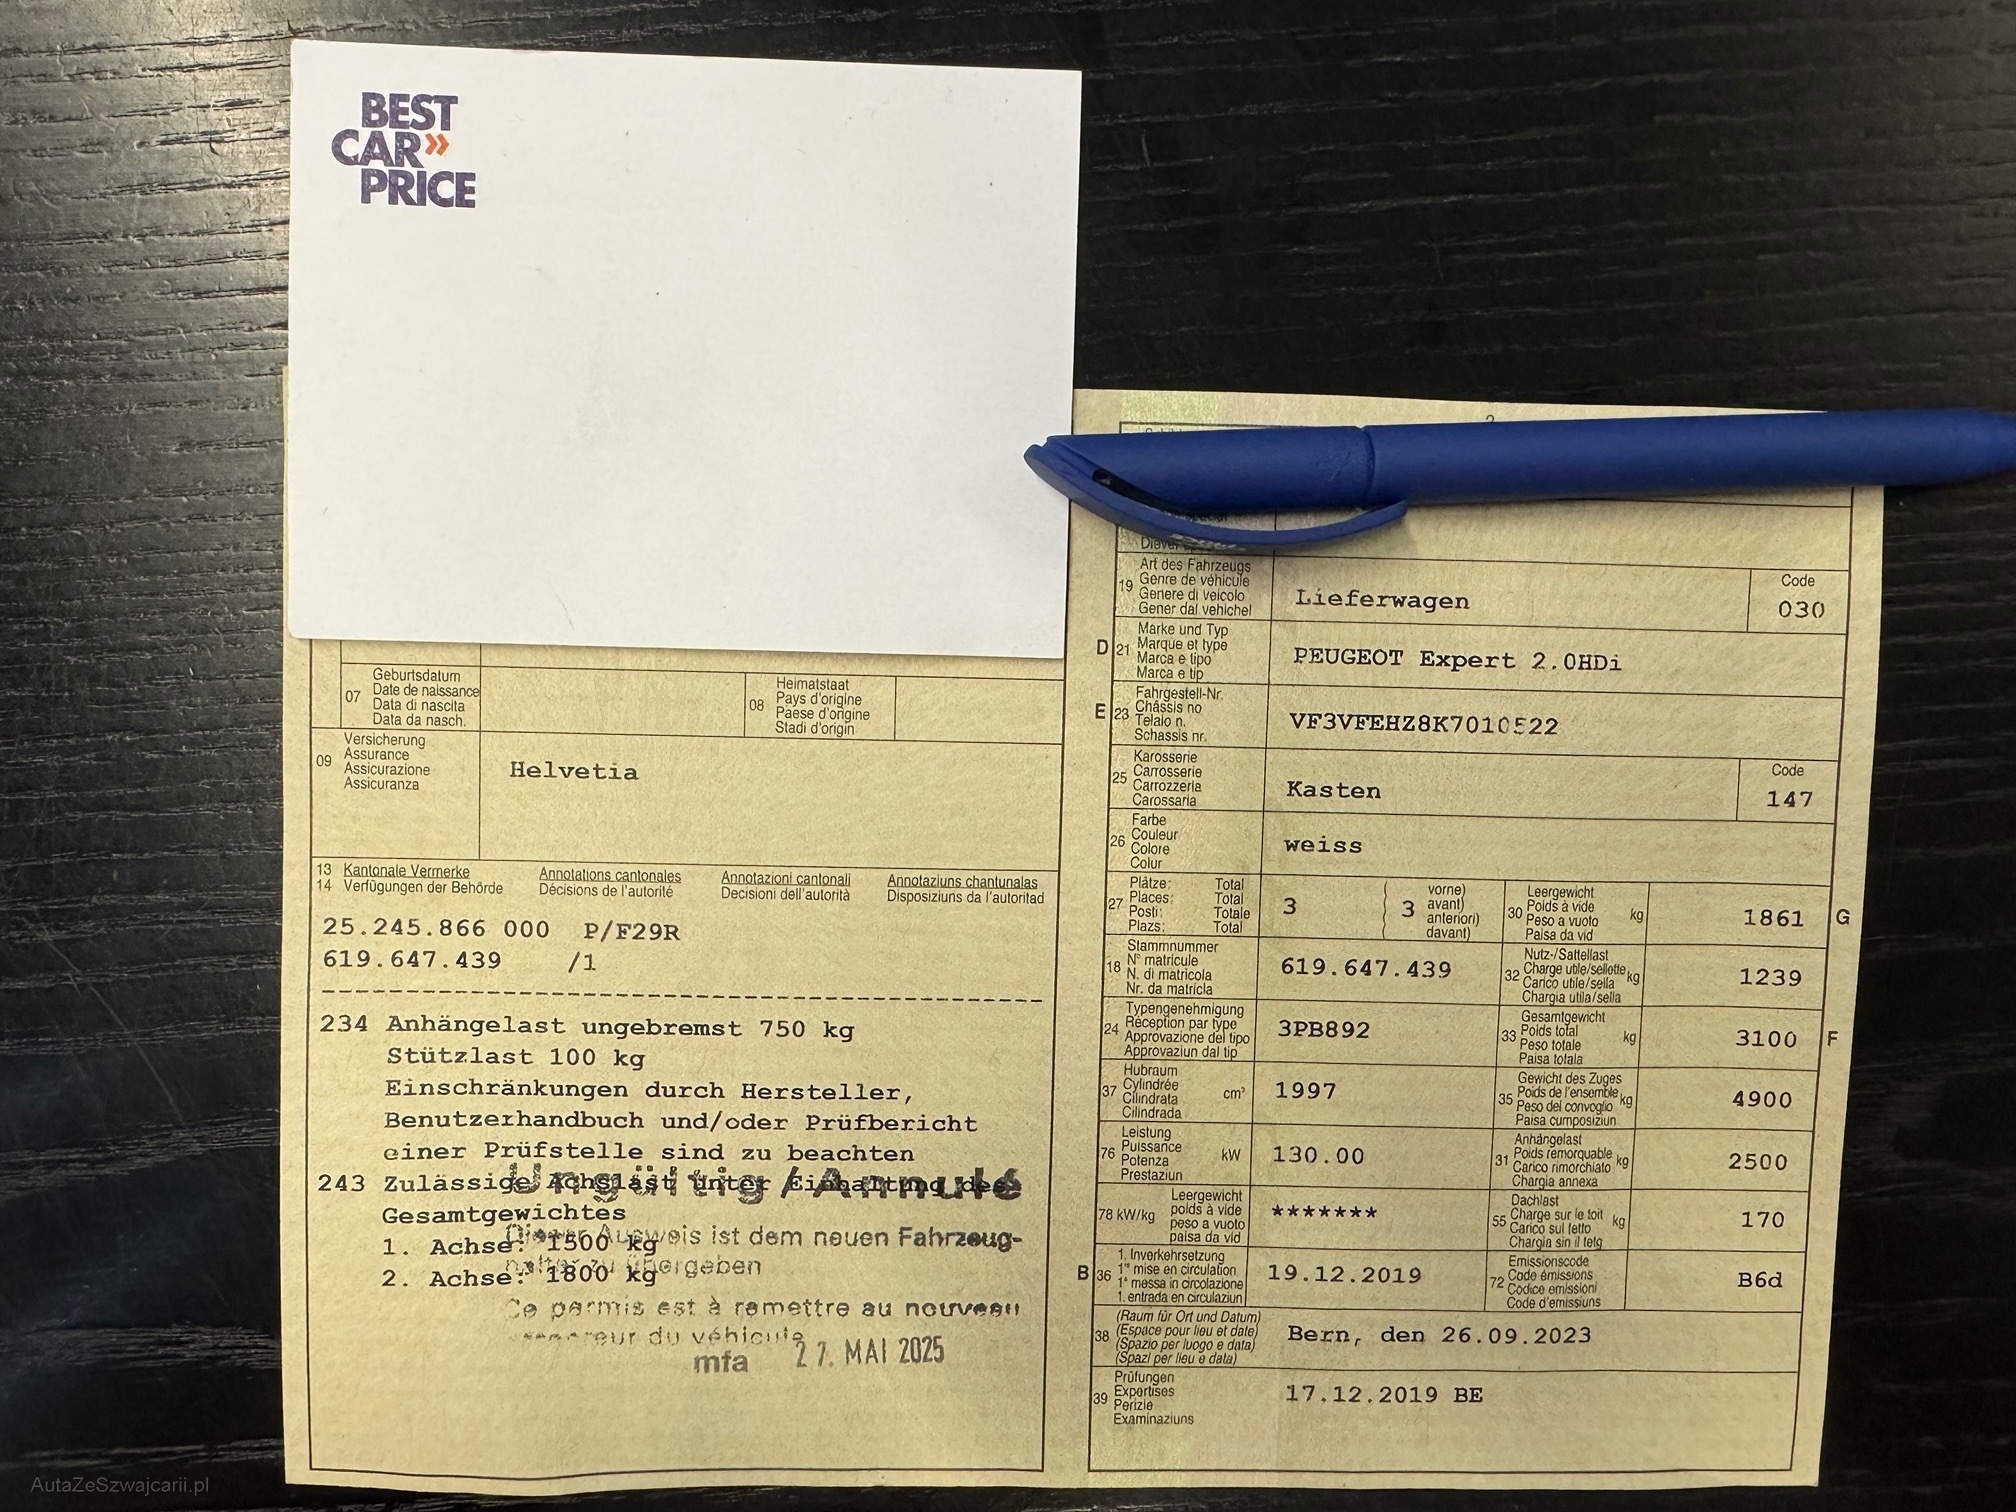 BEST
CAR»
PRICE
07 Geburtsdatum
Date de naissance
Data di nascita
Data da nasch.
08 Heimatstaat
Pays d'origine
Paese d'origine
Stadi d'origin
09 Versicherung
Assurance
Assicurazione
Assicuranza
Helvetia
13 Kantonale Vermerke Annotations cantonales Annotazioni cantonali Annotaziuns chantunalas
14 Verfügungen der Behörde Décisions de l'autorité Decisioni dell'autorità Disposiziuns da l'autoritad
25.245.866 000 P/F29R
619.647.439 /1
234 Anhängelast ungebremst 750 kg
Stützlast 100 kg
Einschränkungen durch Hersteller,
Benutzerhandbuch und/oder Prüfbericht
einer Prüfstelle sind zu beachten
243 Zulässige Achslast unter Einhaltung des
Gesamtgewichtes
1. Achse: 1500 kg
2. Achse: 1800 kg
Ungültig/Annulé
Dieser Ausweis ist dem neuen Fahrzeug-
halter zu übergeben
Ce permis est à remettre au nouveau
du véhicule
mfa 27. MAI 2025
19 Art des Fahrzeugs
Genre de véhicule
Genere di veicolo
Gener dal vehichel
Lieferwagen
Code
030
D 21 Marke und Typ
Marque et type
Marca e tipo
Marca e tip
PEUGEOT Expert 2.0HDi
E 23 Fahrgestell-Nr.
Châssis no
Telaio n.
Schassis nr.
VF3VFEHZ8K7010522
25 Karosserie
Carrosserie
Carrozzeria
Carossaria
Kasten
Code
147
26 Farbe
Couleur
Colore
Colur
weiss
27 Plätze: Total
Places: Total
Posti: Totale
Plazs: Total
3
3 vorne)
avant)
anteriori)
davant)
30 Leergewicht
Poids à vide
Peso a vuoto
Paisa da vid
kg
1861 G
18 Stammnummer
N° matricule
N. di matricola
Nr. da matricla
619.647.439
32 Nutz-/Sattellast
Charge utile/sellette
Carico utile/sella
Chargia utila/sella
kg
1239
24 Typengenehmigung
Réception par type
Approvazione del tipo
Approvaziun dal tip
3PB892
33 Gesamtgewicht
Poids total
Peso totale
Paisa totala
kg
3100 F
37 Hubraum
Cylindrée
Cilindrata
Cilindrada
cm³
1997
35 Gewicht des Zuges
Poids de l'ensemble
Peso del convoglio
Paisa cumposiziun
kg
4900
76 Leistung
Puissance
Potenza
Prestaziun
kW
130.00
31 Anhängelast
Poids remorquable
Carico rimorchiato
Chargia annexa
kg
2500
78 kW/kg Leergewicht
poids à vide
peso a vuoto
paisa da vid
*******
55 Dachlast
Charge sur le toit
Carico sul tetto
Chargia sin il tetg
kg
170
B 36 1. Inverkehrsetzung
1re mise en circulation
1a messa in circolazione
1. entrada en circulaziun
19.12.2019
72 Emissionscode
Code émissions
Codice emissioni
Code d'emissiuns
B6d
38 (Raum für Ort und Datum)
(Espace pour lieu et date)
(Spazio per luogo e data)
(Spazi per lieu e data)
Bern, den 26.09.2023
39 Prüfungen
Expertises
Perizie
Examinaziuns
17.12.2019 BE
AutaZeSzwajcarii.pl